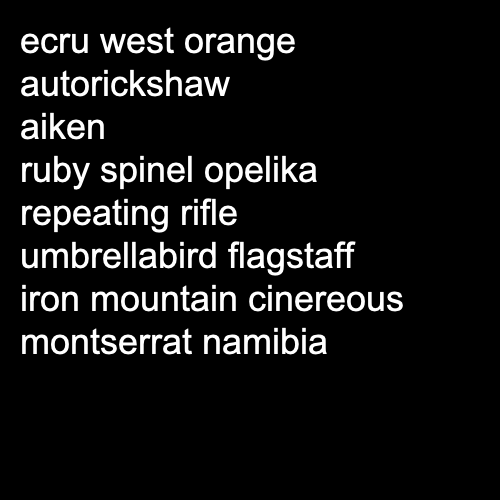 ecru west orange
autorickshaw
aiken
ruby spinel opelika
repeating rifle
umbrellabird flagstaff
iron mountain cinereous
montserrat namibia